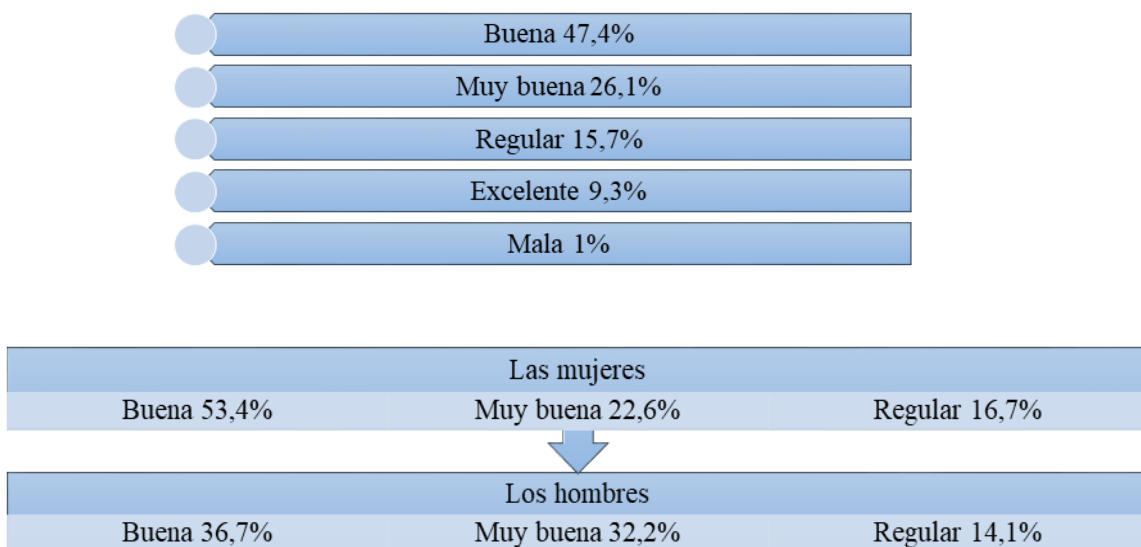 Buena 47,4%
Muy buena 26,1%
Regular 15,7%
Excelente 9,3%
Mala 1%
Las mujeres
Buena 53,4% Muy buena 22,6% Regular 16,7%
Los hombres
Buena 36,7% Muy buena 32,2% Regular 14,1%